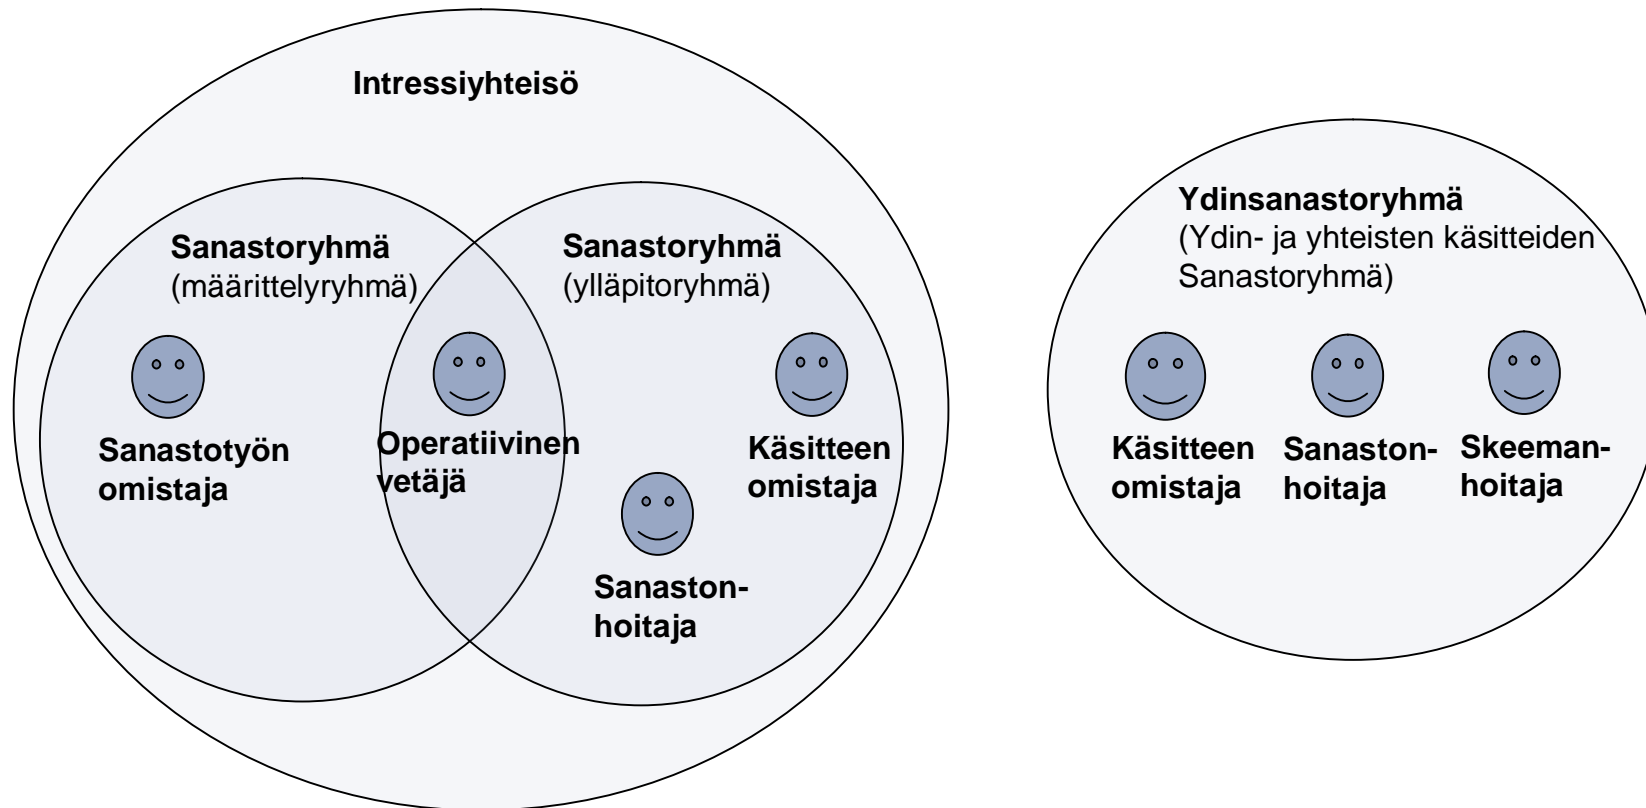 Intressiyhteisö
Sanastoryhmä
(määrittelyryhmä)
Sanastoryhmä
(ylläpitoryhmä)
Sanastotyön
omistaja
Operatiivinen
vetäjä
Käsitteen
omistaja
Sanaston-
hoitaja
Ydinsanastoryhmä
(Ydin- ja yhteisten käsitteiden
Sanastoryhmä)
Käsitteen
omistaja
Sanaston-
hoitaja
Skeeman-
hoitaja